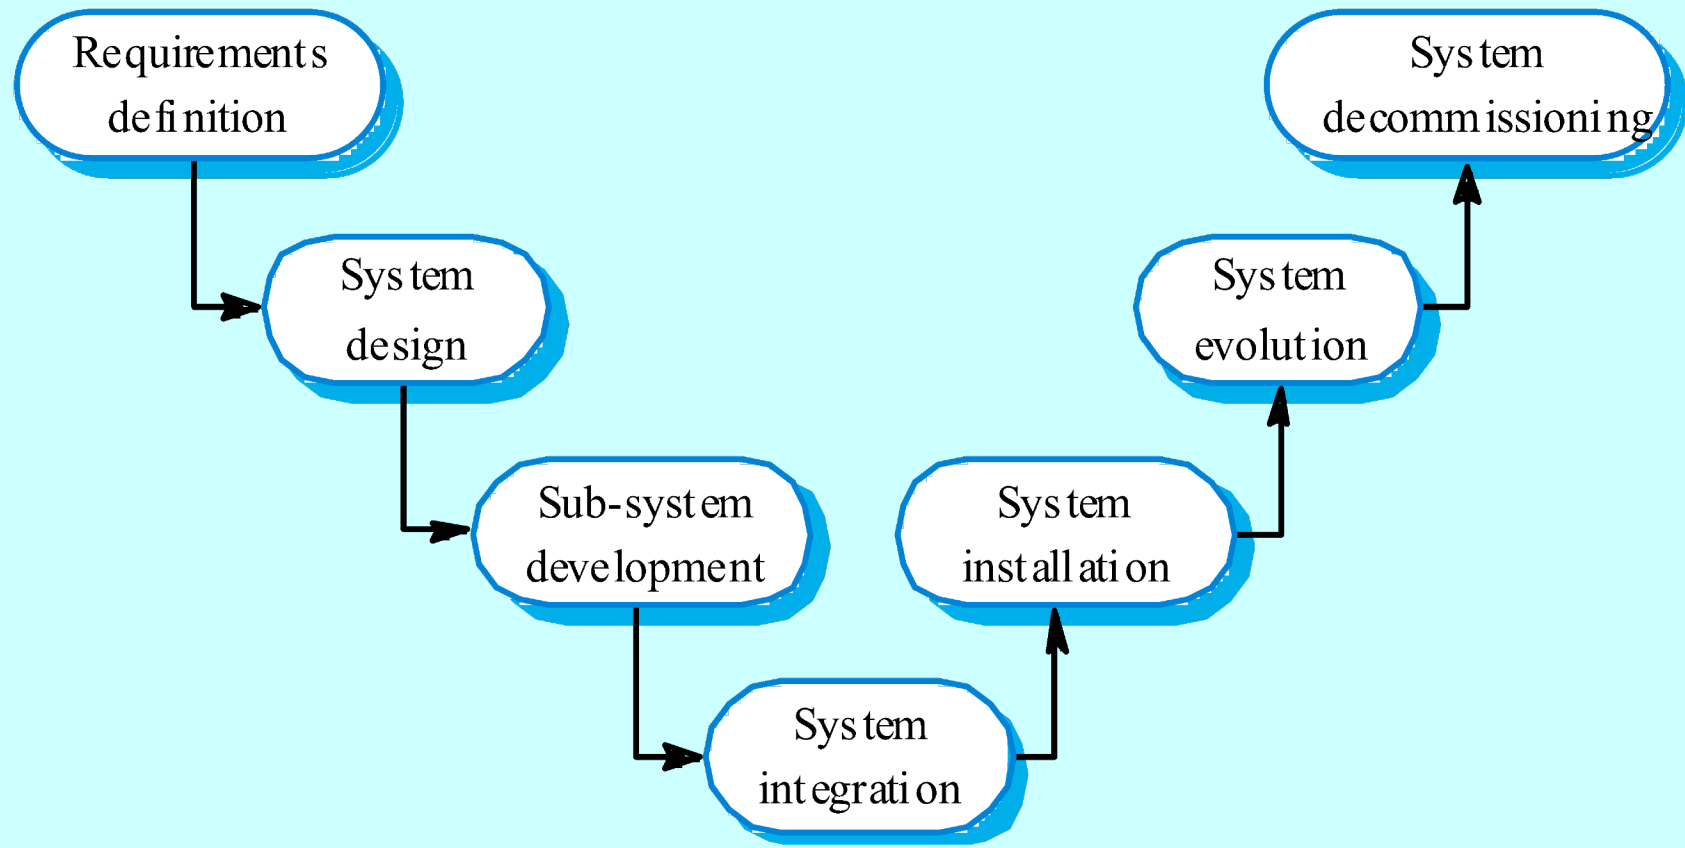 Requirements
definition
System
design
Sub-system
development
System
integration
System
installation
System
evolution
System
decommissioning